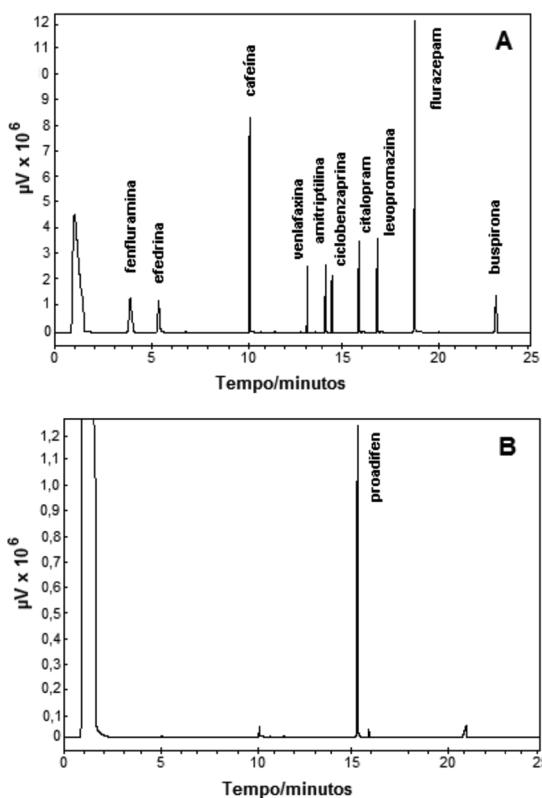 A
12
11
0
9
8
7
6
5
4
3
2
1
0
µV x 10⁶
fenfluramina
efedrina
cafeína
venlafaxina
amitriptilina
ciclobenzaprina
citalopram
levopromazina
flurazepam
buspirona
0 5 10 15 20 25
Tempo/minutos
B
1,2
1,1
1,0
0,9
0,8
0,7
0,6
0,5
0,4
0,3
0,2
0,1
0
µV x 10⁶
proadifen
0 5 10 15 20 25
Tempo/minutos